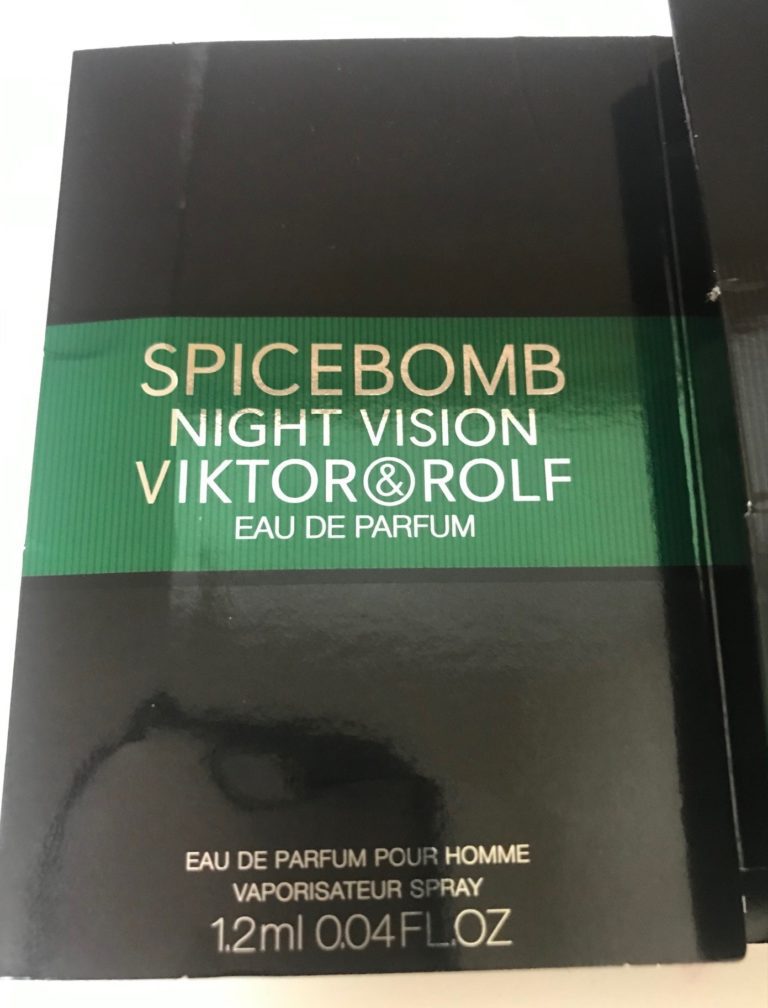 SPICEBOMB
NIGHT VISION
VIKTOR&ROLF
EAU DE PARFUM
EAU DE PARFUM POUR HOMME
VAPORISATEUR SPRAY
1.2ml 0.04FL.OZ